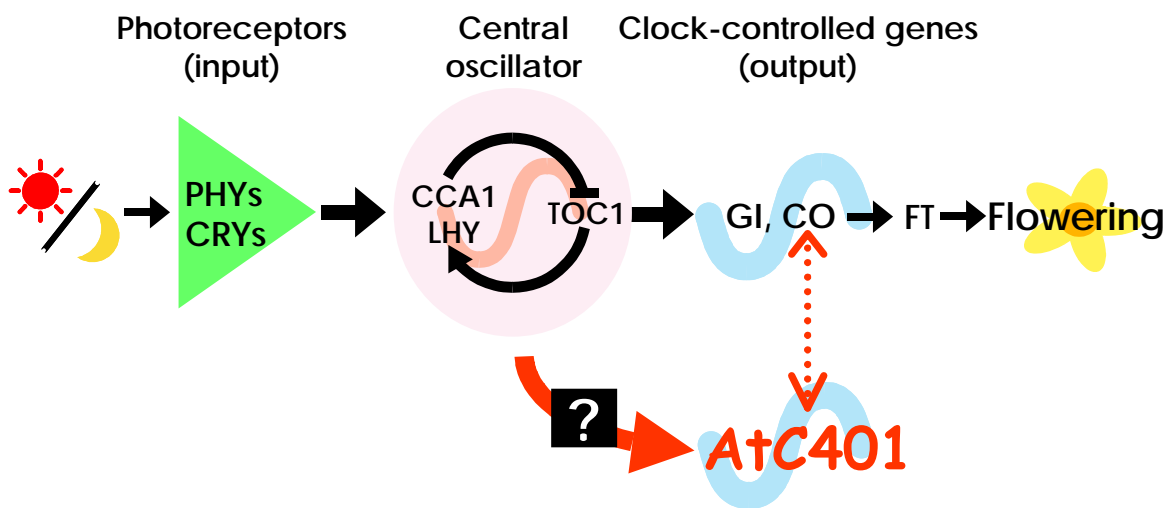 Photoreceptors
(input)
Central
oscillator
Clock-controlled genes
(output)
PHYs
CRYs
CCA1
LHY
TOC1
GI, CO
FT
Flowering
?
AtC401